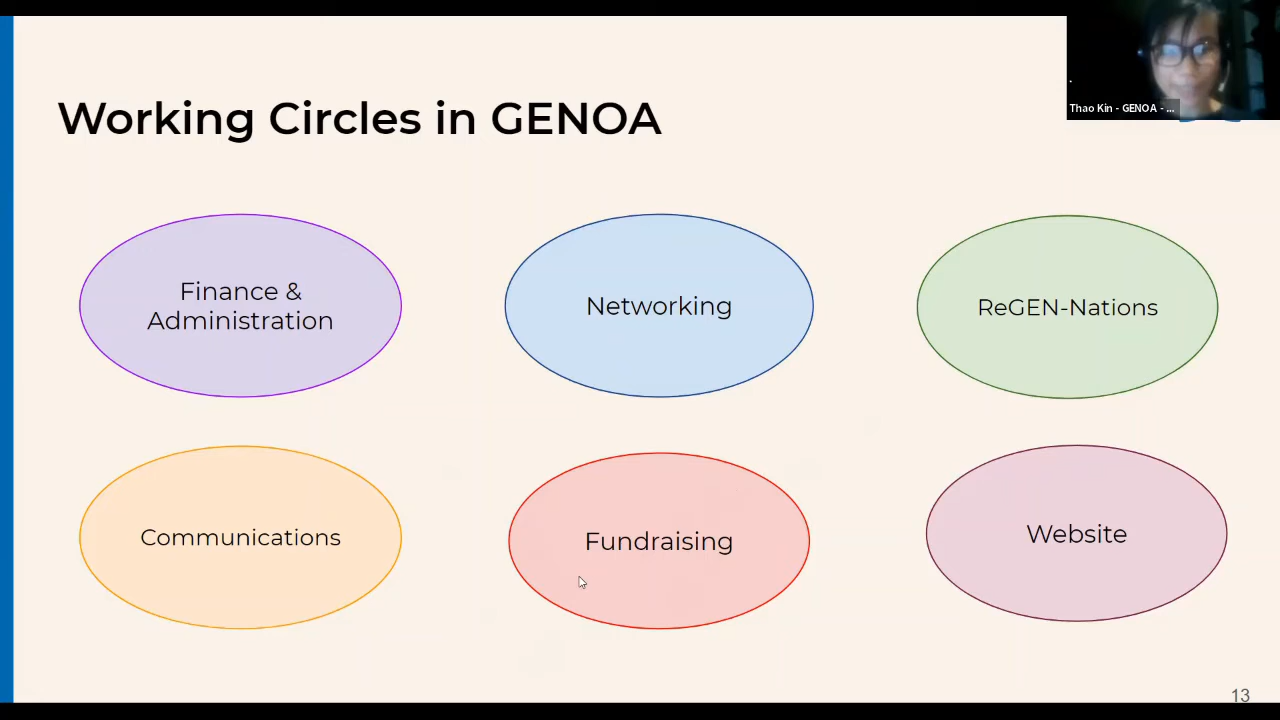 Thao Kin - GENOA - ...
Working Circles in GENOA
Finance &
Administration
Networking
ReGEN-Nations
Communications
Fundraising
Website
13